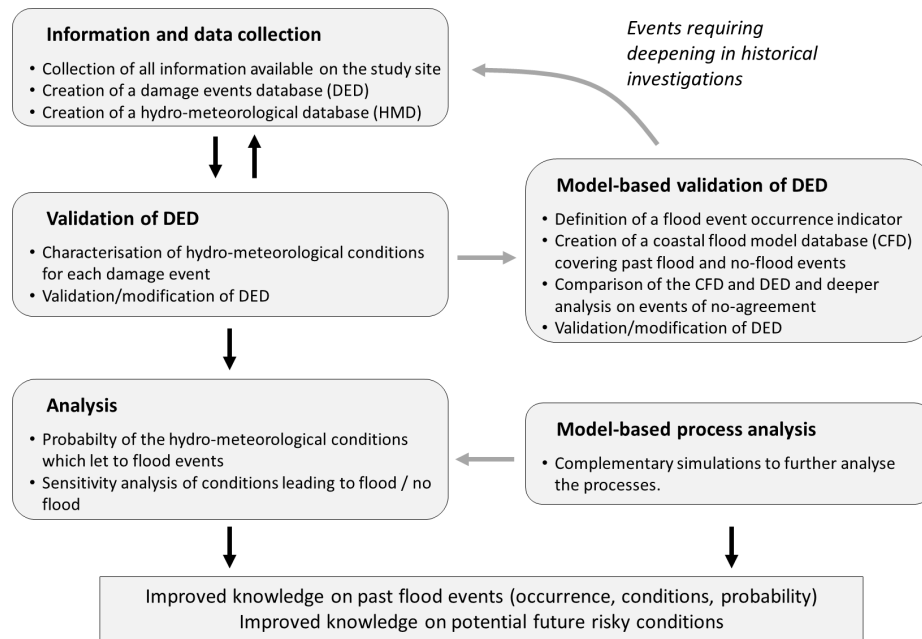 Information and data collection
• Collection of all information available on the study site
• Creation of a damage events database (DED)
• Creation of a hydro-meteorological database (HMD)
Events requiring
deepening in historical
investigations
Validation of DED
• Characterisation of hydro-meteorological conditions
for each damage event
• Validation/modification of DED
Model-based validation of DED
• Definition of a flood event occurrence indicator
• Creation of a coastal flood model database (CFD)
covering past flood and no-flood events
• Comparison of the CFD and DED and deeper
analysis on events of no-agreement
• Validation/modification of DED
Analysis
• Probabilty of the hydro-meteorological conditions
which let to flood events
• Sensitivity analysis of conditions leading to flood / no
flood
Model-based process analysis
• Complementary simulations to further analyse
the processes.
Improved knowledge on past flood events (occurrence, conditions, probability)
Improved knowledge on potential future risky conditions